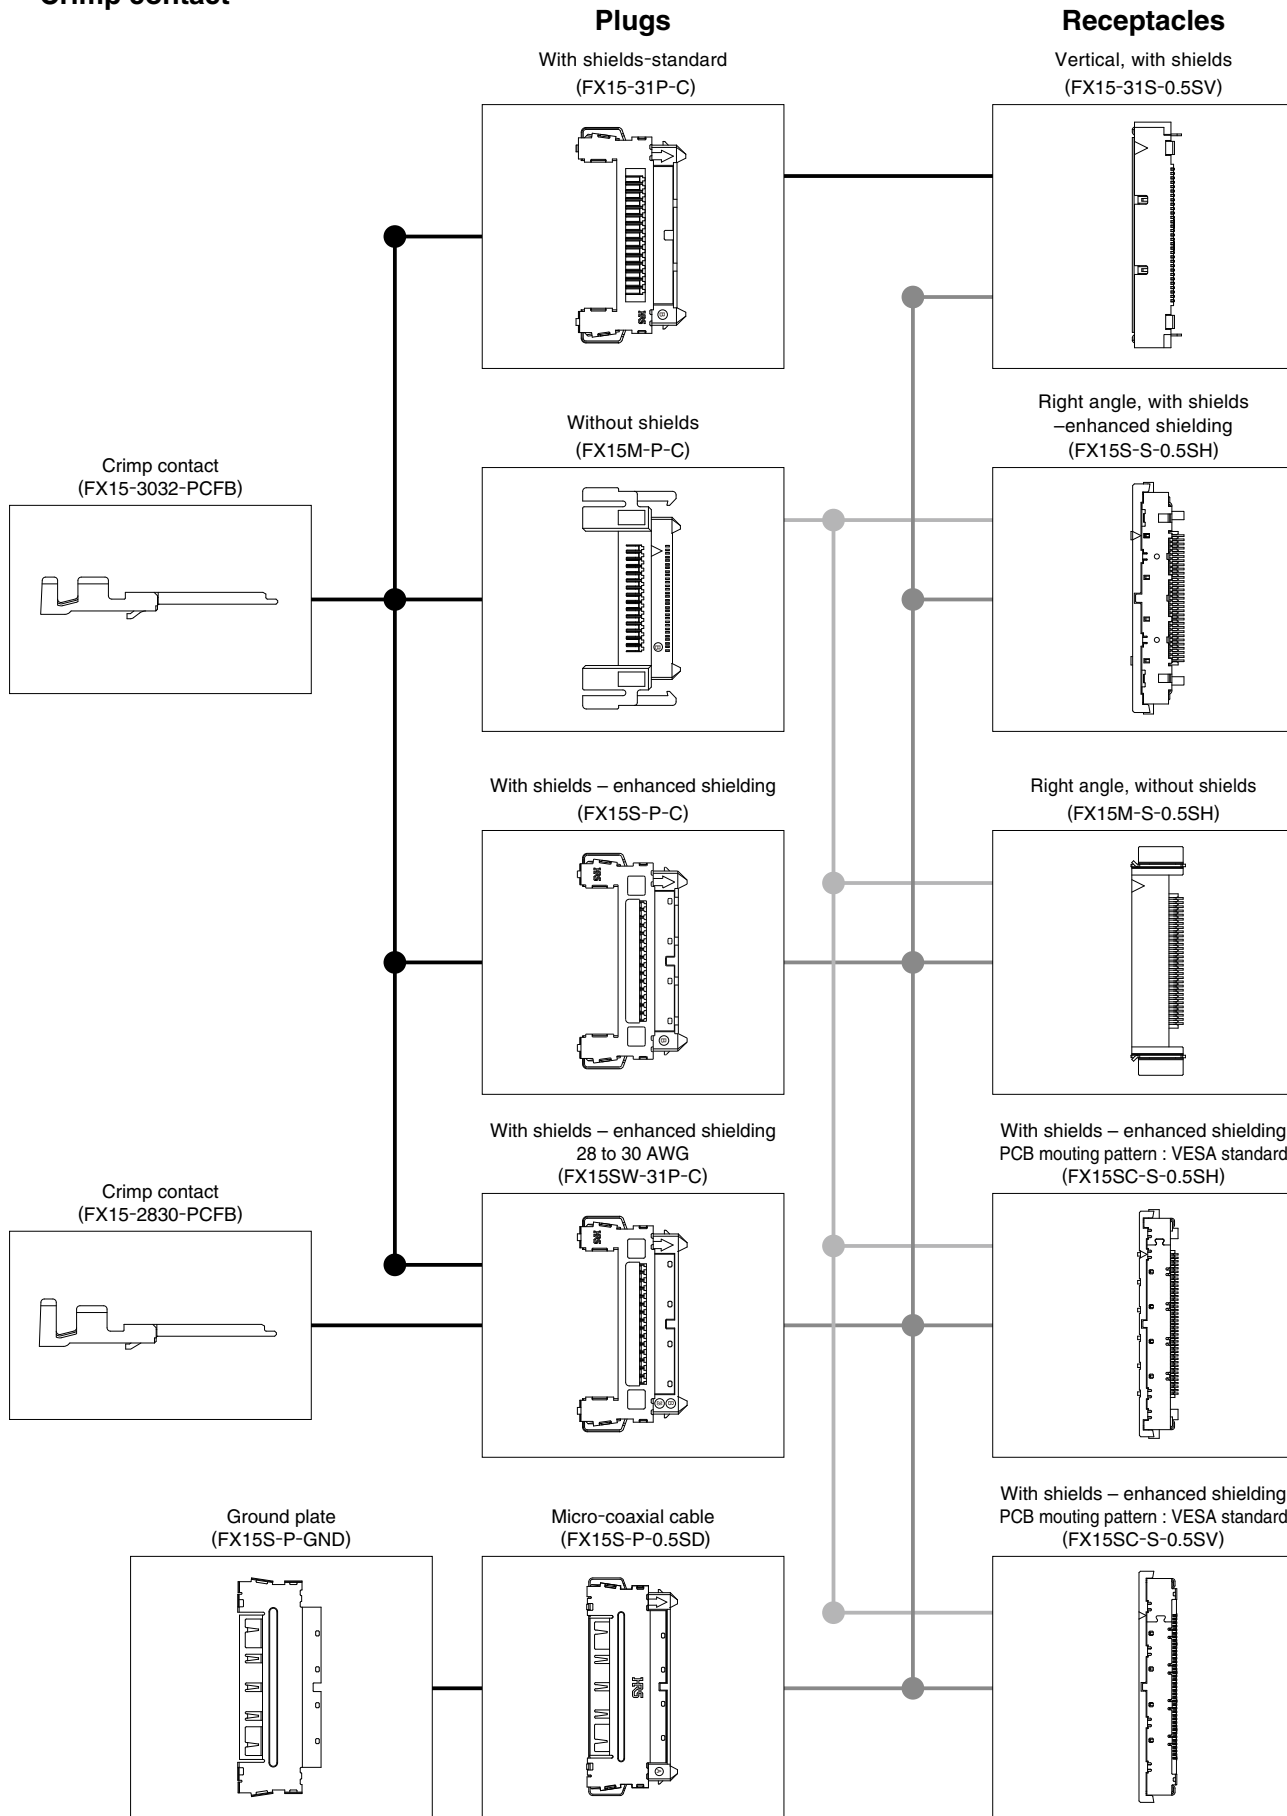 Crimp contact
Plugs
Receptacles
With shields-standard
(FX15-31P-C)
Vertical, with shields
(FX15-31S-0.5SV)
HRS
B
Crimp contact
(FX15-3032-PCFB)
Without shields
(FX15M-P-C)
Right angle, with shields
–enhanced shielding
(FX15S-S-0.5SH)
B
With shields – enhanced shielding
(FX15S-P-C)
Right angle, without shields
(FX15M-S-0.5SH)
HRS
B
Crimp contact
(FX15-2830-PCFB)
With shields – enhanced shielding
28 to 30 AWG
(FX15SW-31P-C)
With shields – enhanced shielding
PCB mouting pattern : VESA standard
(FX15SC-S-0.5SH)
HRS
Ground plate
(FX15S-P-GND)
Micro-coaxial cable
(FX15S-P-0.5SD)
With shields – enhanced shielding
PCB mouting pattern : VESA standard
(FX15SC-S-0.5SV)
HRS
A